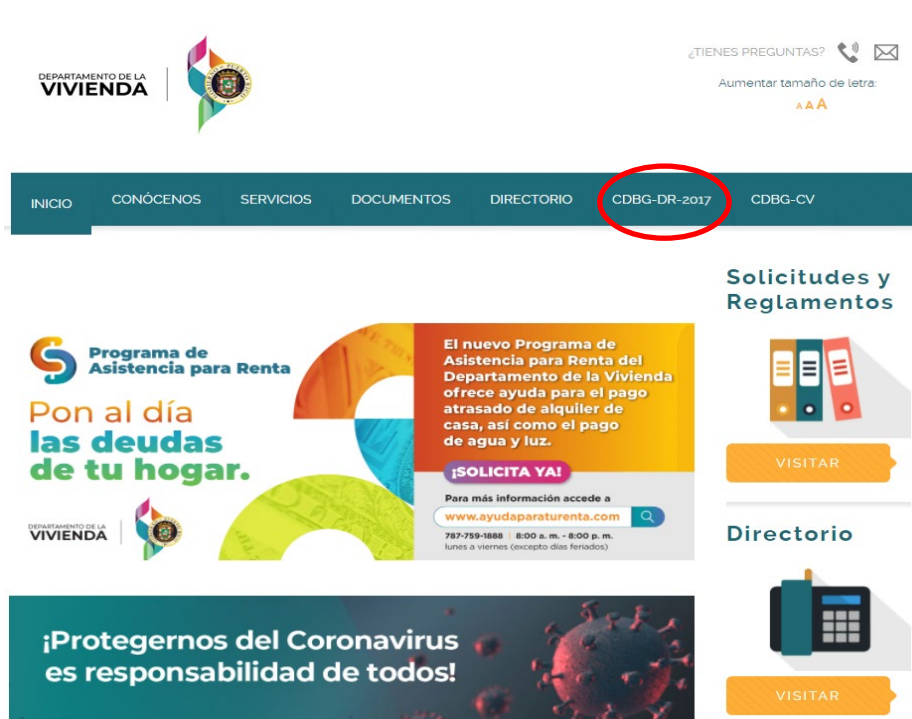 DEPARTAMENTO DE LA
VIVIENDA
¿TIENES PREGUNTAS?
Aumentar tamaño de letra:
A A A
INICIO
CONÓCENOS
SERVICIOS
DOCUMENTOS
DIRECTORIO
CDBG-DR-2017
CDBG-CV
Programa de
Asistencia para Renta
Pon al día
las deudas
de tu hogar.
DEPARTAMENTO DE LA
VIVIENDA
El nuevo Programa de
Asistencia para Renta del
Departamento de la Vivienda
ofrece ayuda para el pago
atrasado de alquiler de
casa, así como el pago
de agua y luz.
¡SOLICITA YA!
Para más información accede a
www.ayudaparaturenta.com
787-759-1888 | 8:00 a. m. - 8:00 p. m.
lunes a viernes (excepto días feriados)
¡Protegernos del Coronavirus
es responsabilidad de todos!
Solicitudes y
Reglamentos
VISITAR
Directorio
VISITAR